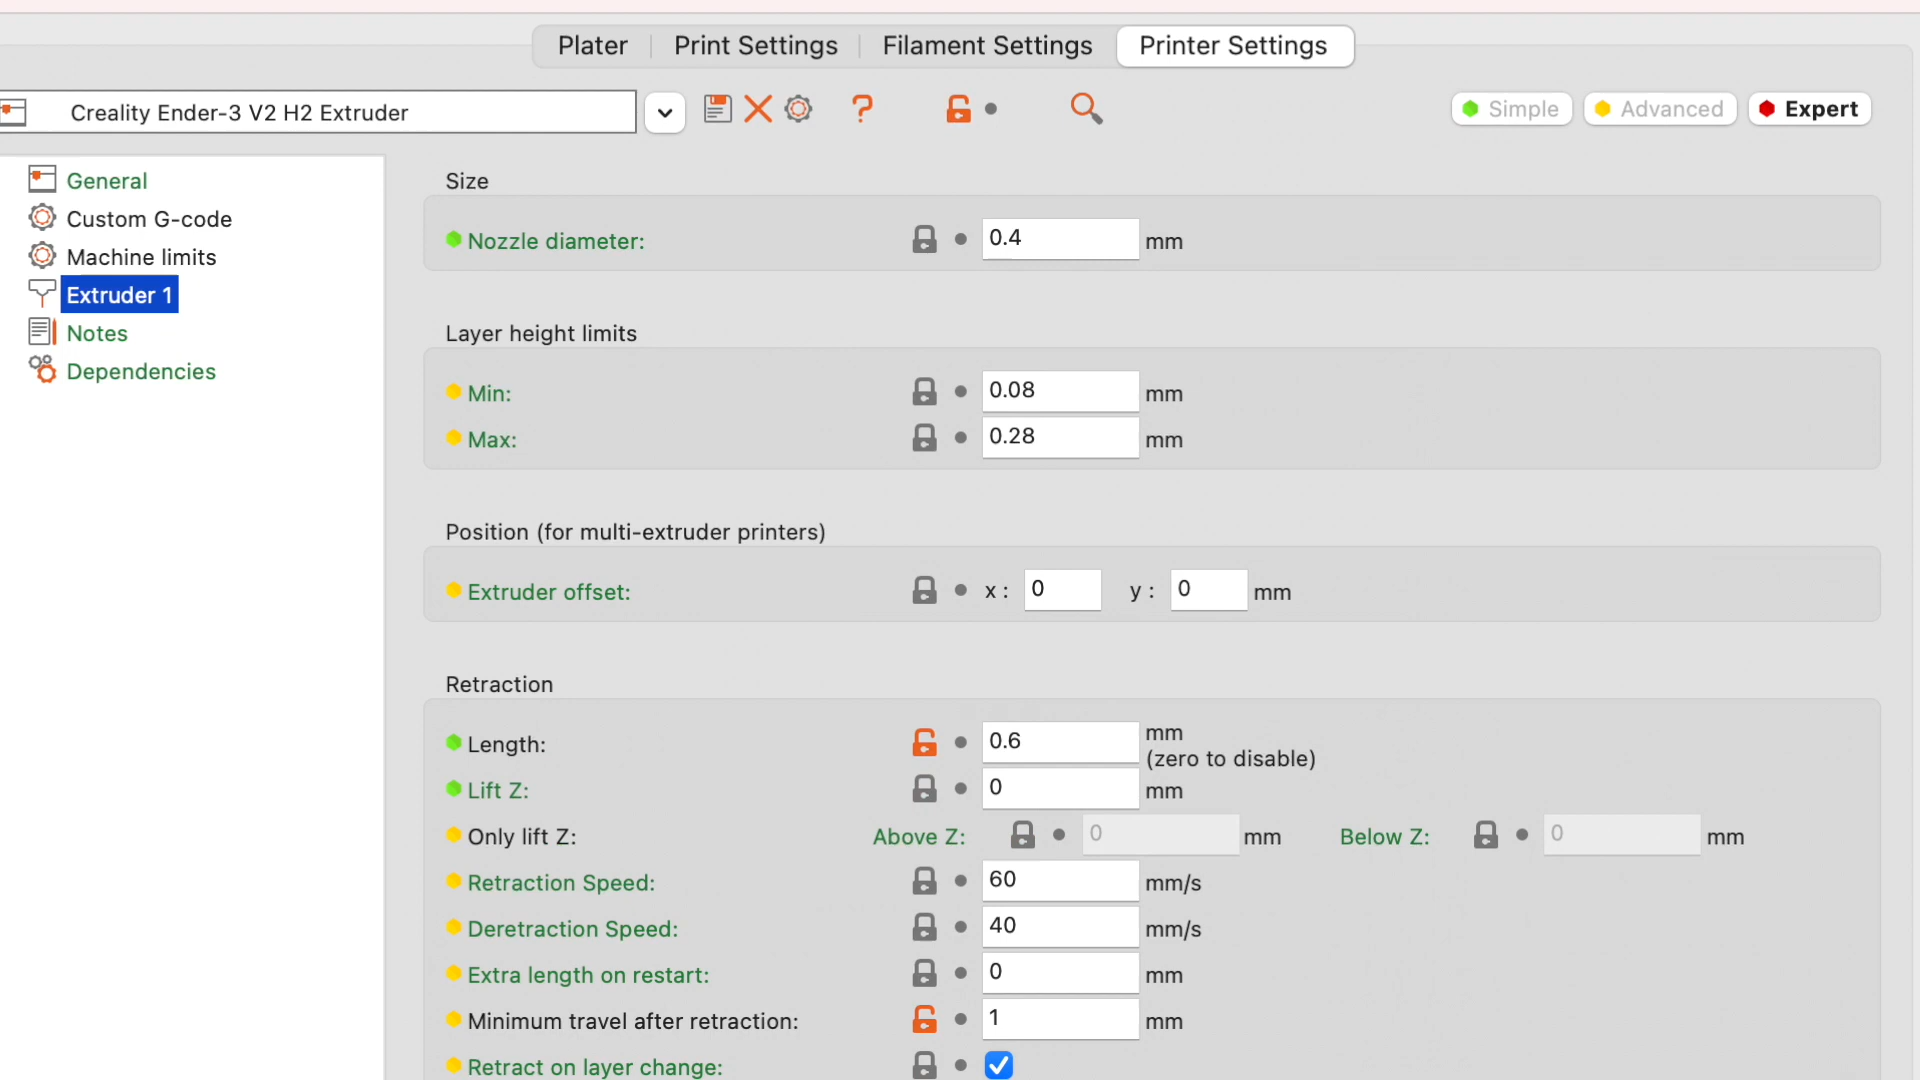 Plater Print Settings Filament Settings Printer Settings
Creality Ender-3 V2 H2 Extruder ? Simple Advanced Expert
General
Custom G-code
Machine limits
Extruder 1
Notes
Dependencies
Size
Nozzle diameter: 0.4 mm
Layer height limits
Min: 0.08 mm
Max: 0.28 mm
Position (for multi-extruder printers)
Extruder offset: x : 0 y : 0 mm
Retraction
Length: 0.6 mm
(zero to disable)
Lift Z: 0 mm
Only lift Z: Above Z: 0 mm Below Z: 0 mm
Retraction Speed: 60 mm/s
Deretraction Speed: 40 mm/s
Extra length on restart: 0 mm
Minimum travel after retraction: 1 mm
Retract on layer change: